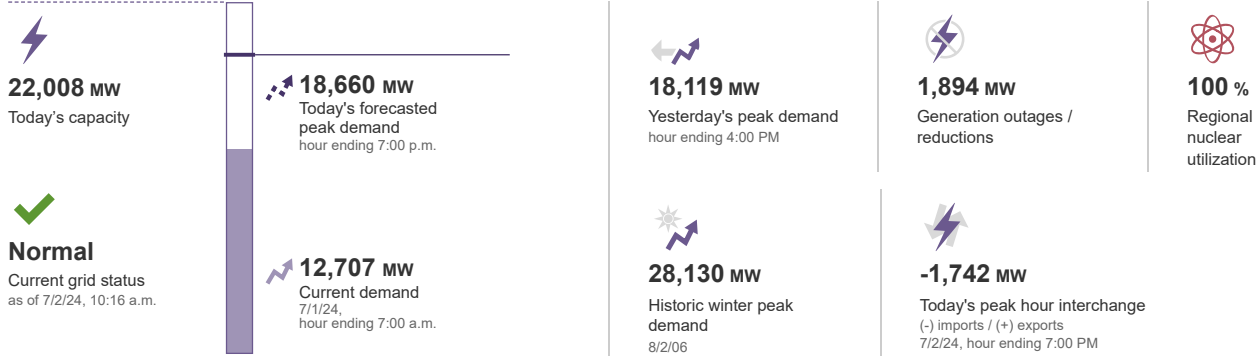 22,008 MW
Today's capacity
Normal
Current grid status
as of 7/2/24, 10:16 a.m.
18,660 MW
Today's forecasted
peak demand
hour ending 7:00 p.m.
12,707 MW
Current demand
7/1/24,
hour ending 7:00 a.m.
18,119 MW
Yesterday's peak demand
hour ending 4:00 PM
1,894 MW
Generation outages /
reductions
100 %
Regional
nuclear
utilization
28,130 MW
Historic winter peak
demand
8/2/06
-1,742 MW
Today's peak hour interchange
(-) imports / (+) exports
7/2/24, hour ending 7:00 PM